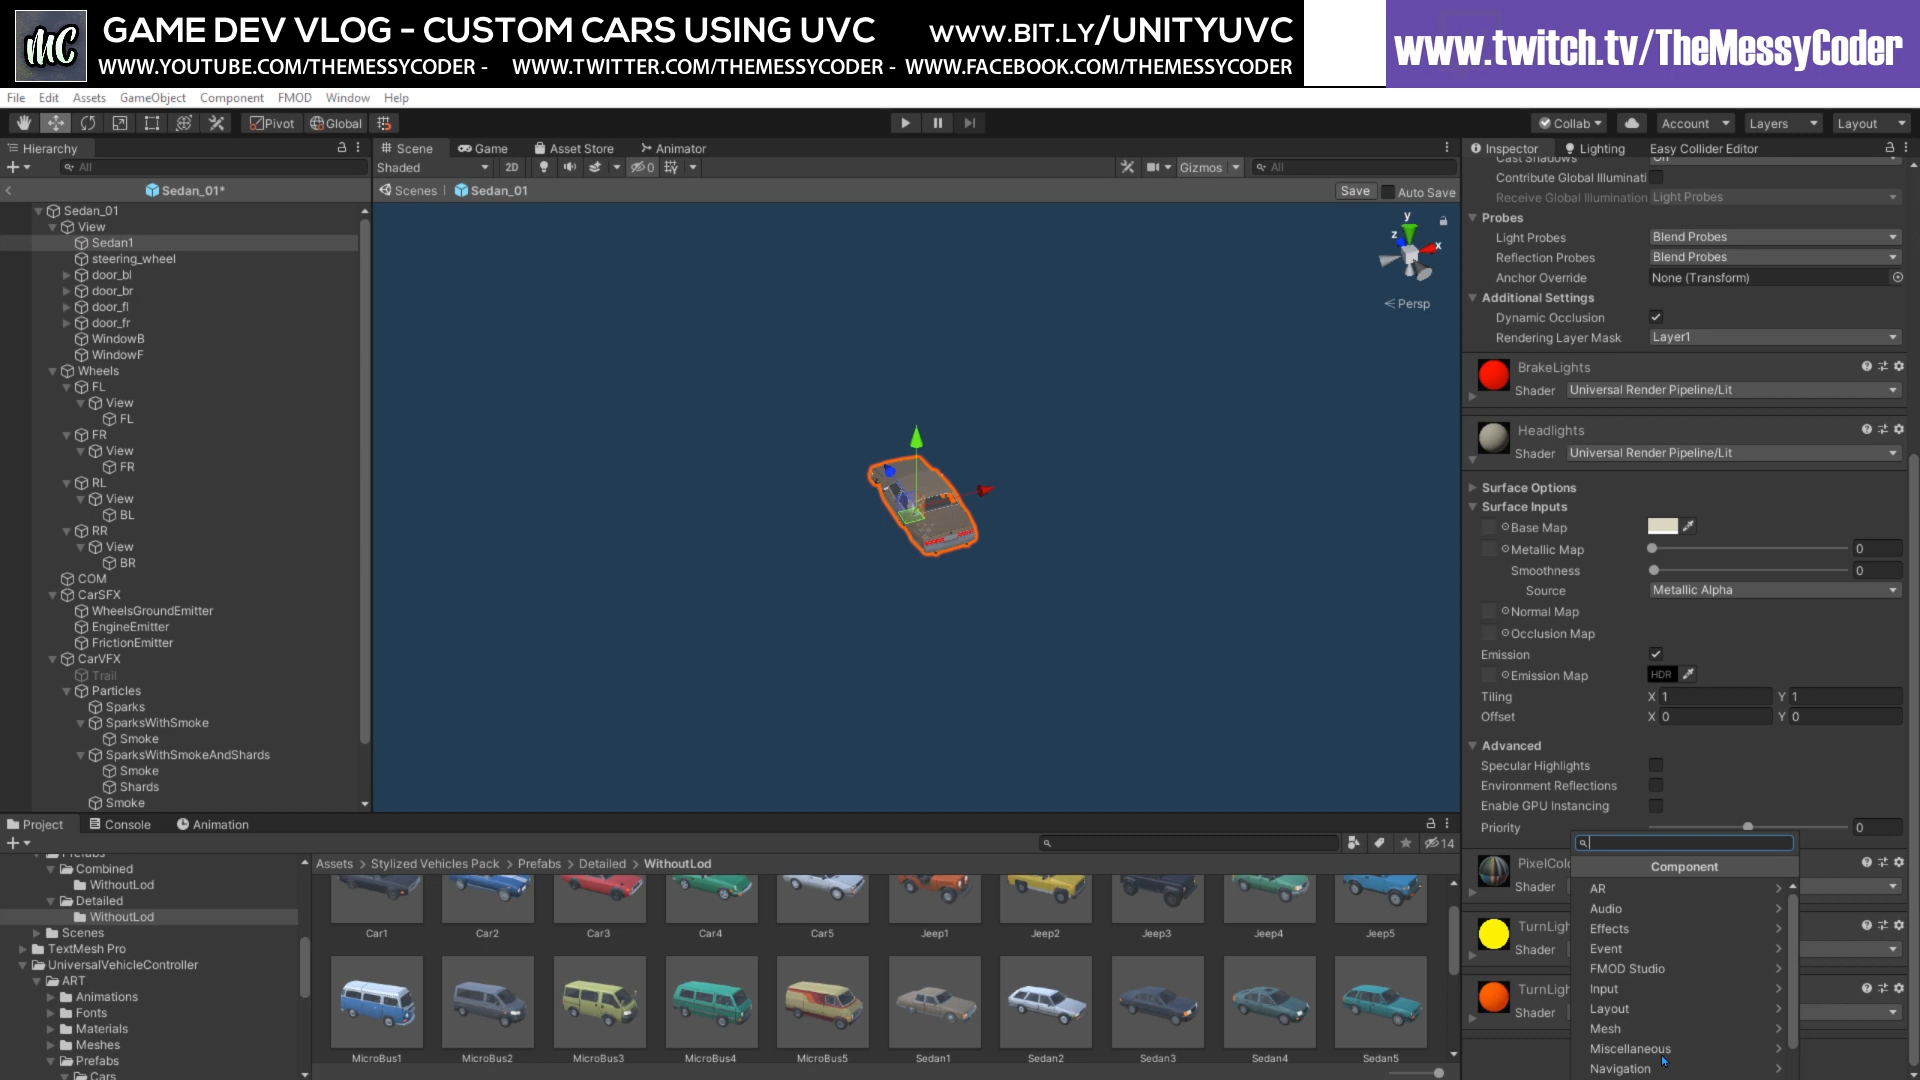 MC
GAME DEV VLOG - CUSTOM CARS USING UVC
WWW.BIT.LY/UNITYUVC
WWW.YOUTUBE.COM/THEMESSYCODER - WWW.TWITTER.COM/THEMESSYCODER - WWW.FACEBOOK.COM/THEMESSYCODER
www.twitch.tv/TheMessyCoder
File Edit Assets GameObject Component FMOD Window Help
Pivot Global
Collab Account Layers Layout
Hierarchy
All
Sedan_01*
Sedan_01
View
Sedan1
steering_wheel
door_bl
door_br
door_fl
door_fr
WindowB
WindowF
Wheels
FL
View
FL
FR
View
FR
RL
View
BL
RR
View
BR
COM
CarSFX
WheelsGroundEmitter
EngineEmitter
FrictionEmitter
CarVFX
Trail
Particles
Sparks
SparksWithSmoke
Smoke
SparksWithSmokeAndShards
Smoke
Shards
Smoke
Scene Game Asset Store Animator
Shaded 2D 0 Gizmos All
Scenes Sedan_01 Save Auto Save
y
z
x
Persp
Inspector Lighting Easy Collider Editor
Cast Shadows On
Contribute Global Illuminati
Receive Global Illumination Light Probes
Probes
Light Probes Blend Probes
Reflection Probes Blend Probes
Anchor Override None (Transform)
Additional Settings
Dynamic Occlusion
Rendering Layer Mask Layer1
BrakeLights
Shader Universal Render Pipeline/Lit
Headlights
Shader Universal Render Pipeline/Lit
Surface Options
Surface Inputs
Base Map
Metallic Map 0
Smoothness 0
Source Metallic Alpha
Normal Map
Occlusion Map
Emission
Emission Map HDR
Tiling X 1 Y 1
Offset X 0 Y 0
Advanced
Specular Highlights
Environment Reflections
Enable GPU Instancing
Priority 0
PixelColo
Shader
TurnLigh
Shader
TurnLigh
Shader
Component
AR
Audio
Effects
Event
FMOD Studio
Input
Layout
Mesh
Miscellaneous
Navigation
Project Console Animation
14
Prefabs
Combined
WithoutLod
Detailed
WithoutLod
Scenes
TextMesh Pro
UniversalVehicleController
ART
Animations
Fonts
Materials
Meshes
Prefabs
Cars
Assets Stylized Vehicles Pack Prefabs Detailed WithoutLod
Car1 Car2 Car3 Car4 Car5 Jeep1 Jeep2 Jeep3 Jeep4 Jeep5
MicroBus1 MicroBus2 MicroBus3 MicroBus4 MicroBus5 Sedan1 Sedan2 Sedan3 Sedan4 Sedan5